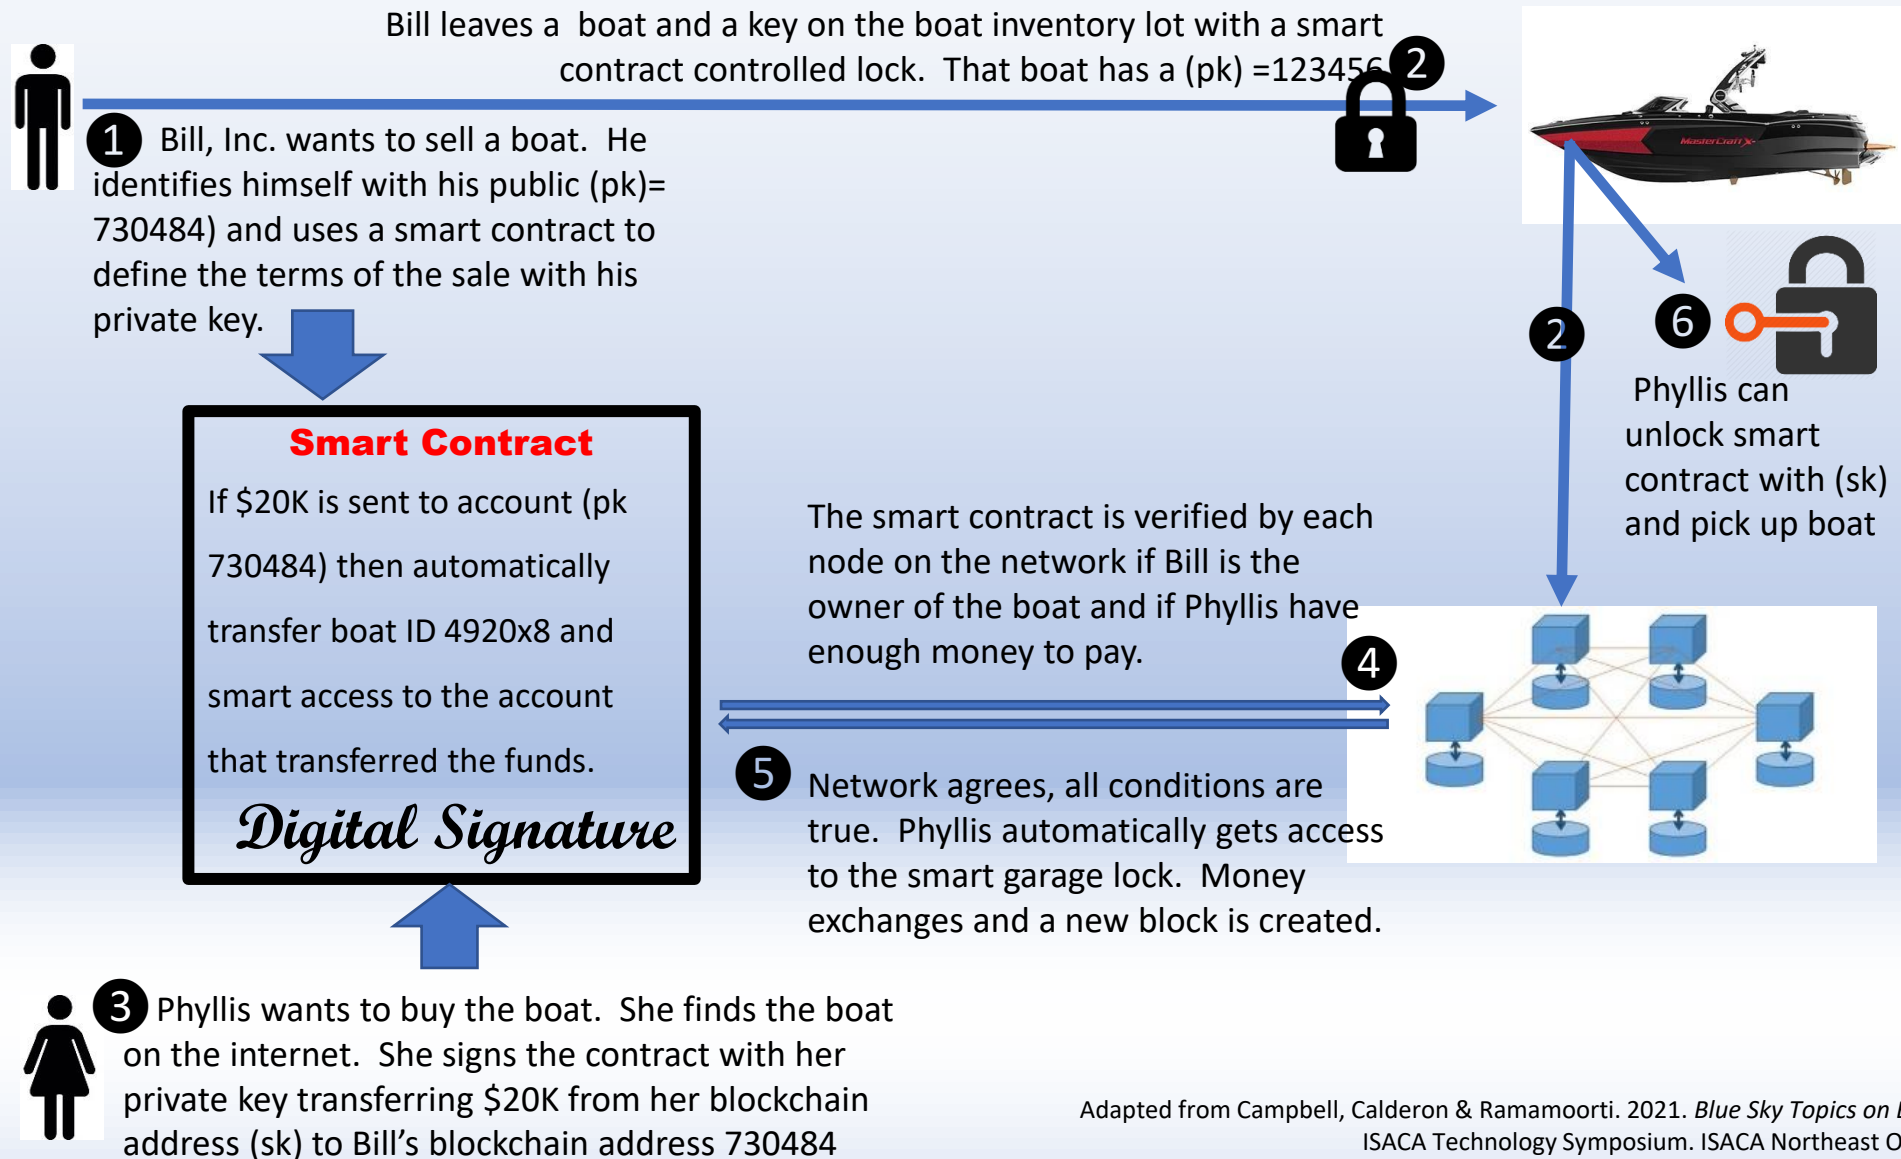 Bill leaves a boat and a key on the boat inventory lot with a smart
contract controlled lock. That boat has a (pk) =123456
2
1 Bill, Inc. wants to sell a boat. He
identifies himself with his public (pk)=
730484) and uses a smart contract to
define the terms of the sale with his
private key.
MasterCraft X-
2
6
Phyllis can
unlock smart
contract with (sk)
and pick up boat
Smart Contract
If $20K is sent to account (pk
730484) then automatically
transfer boat ID 4920x8 and
smart access to the account
that transferred the funds.
Digital Signature
The smart contract is verified by each
node on the network if Bill is the
owner of the boat and if Phyllis have
enough money to pay.
4
5 Network agrees, all conditions are
true. Phyllis automatically gets access
to the smart garage lock. Money
exchanges and a new block is created.
3 Phyllis wants to buy the boat. She finds the boat
on the internet. She signs the contract with her
private key transferring $20K from her blockchain
address (sk) to Bill's blockchain address 730484
Adapted from Campbell, Calderon & Ramamoorti. 2021. Blue Sky Topics on
ISACA Technology Symposium. ISACA Northeast